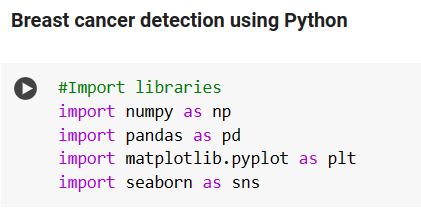 Breast cancer detection using Python
#Import libraries
import numpy as np
import pandas as pd
import matplotlib.pyplot as plt
import seaborn as sns